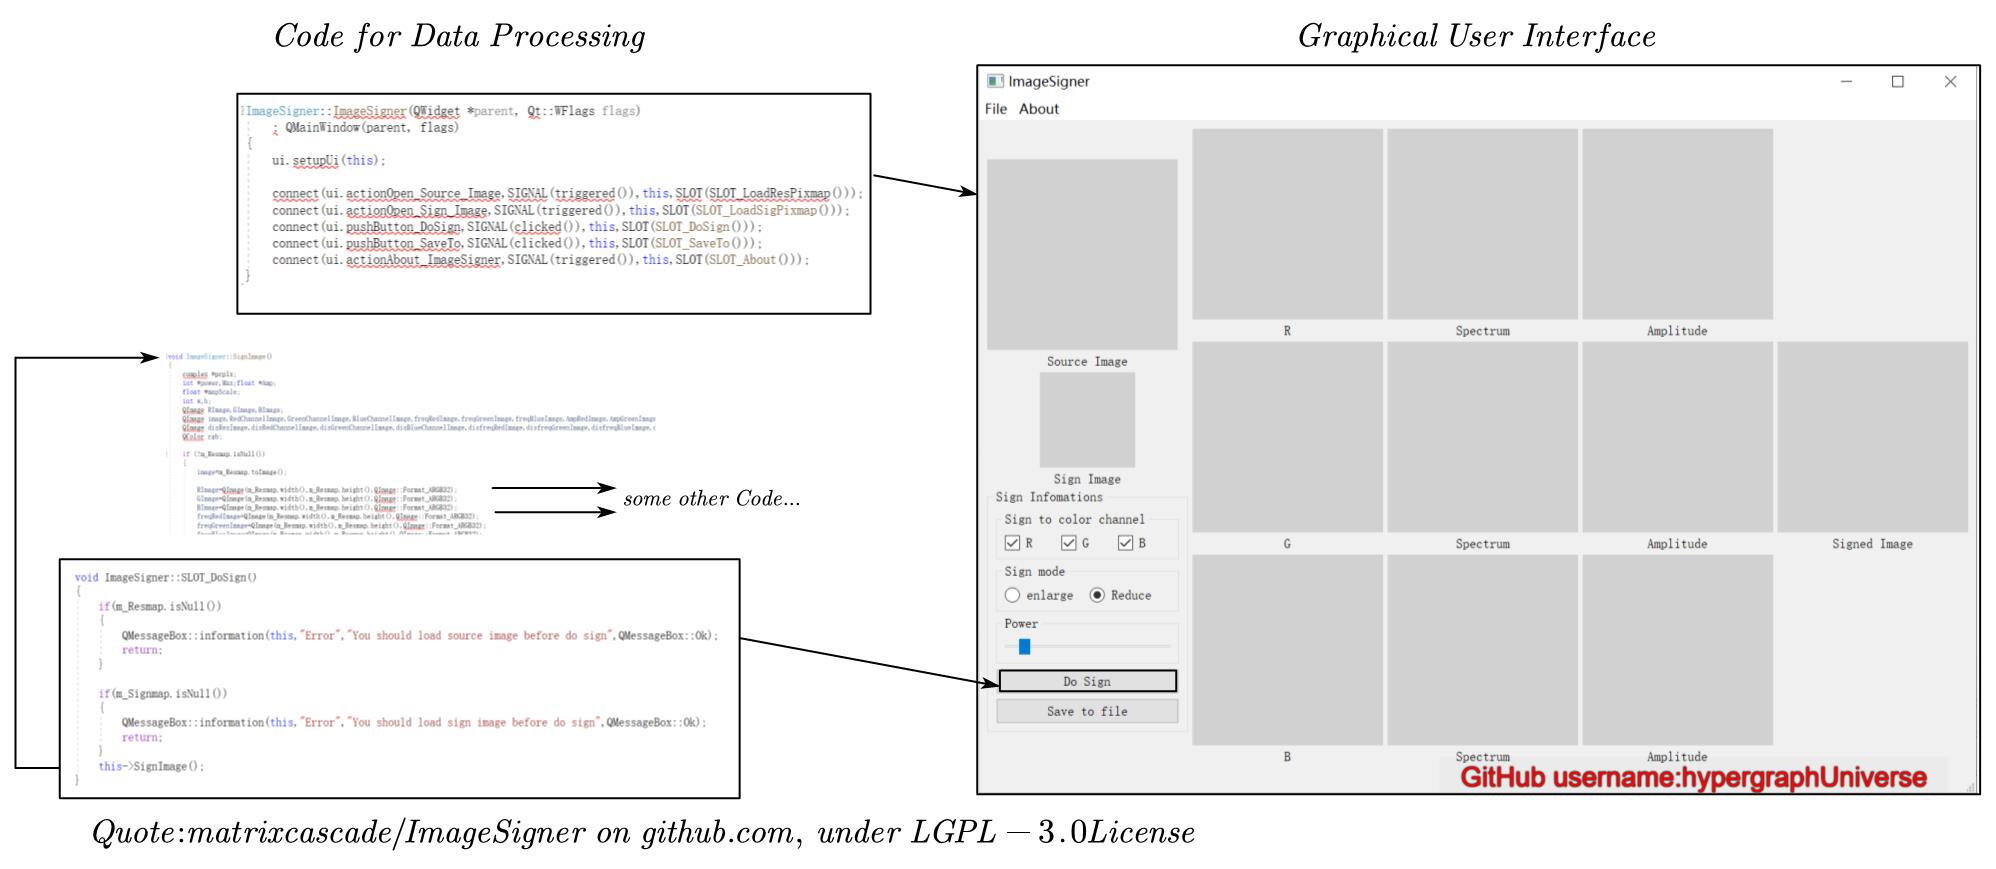 Code for Data Processing
ImageSigner::ImageSigner(QWidget *parent, Qt::WFlags flags)
: QMainWindow(parent, flags)
{
ui.setupUi(this);
connect(ui.actionOpen_Source_Image,SIGNAL(triggered()),this,SLOT(SLOT_LoadResPixmap()));
connect(ui.actionOpen_Sign_Image,SIGNAL(triggered()),this,SLOT(SLOT_LoadSigPixmap()));
connect(ui.pushButton_DoSign,SIGNAL(clicked()),this,SLOT(SLOT_DoSign()));
connect(ui.pushButton_SaveTo,SIGNAL(clicked()),this,SLOT(SLOT_SaveTo()));
connect(ui.actionAbout_ImageSigner,SIGNAL(triggered()),this,SLOT(SLOT_About()));
}
void ImageSigner::SignImage()
{
int *power,Max;float *Amp;
float *mapScale;
int w,h;
QImage RImage,GImage,BImage;
QImage image,RedChannelImage,GreenChannelImage,BlueChannelImage,freqRedImage,freqGreenImage,freqBlueImage,AmpRedImage,AmpGreenImage
QImage disResImage,disRedChannelImage,disGreenChannelImage,disBlueChannelImage,disfreqRedImage,disfreqGreenImage,disfreqBlueImage,
QColor rgb;
if (!m_Resmap.isNull())
{
image=m_Resmap.toImage();
RImage=QImage(m_Resmap.width(),m_Resmap.height(),QImage::Format_ARGB32);
GImage=QImage(m_Resmap.width(),m_Resmap.height(),QImage::Format_ARGB32);
BImage=QImage(m_Resmap.width(),m_Resmap.height(),QImage::Format_ARGB32);
freqRedImage=QImage(m_Resmap.width(),m_Resmap.height(),QImage::Format_ARGB32);
freqGreenImage=QImage(m_Resmap.width(),m_Resmap.height(),QImage::Format_ARGB32);
some other Code...
void ImageSigner::SLOT_DoSign()
{
if(m_Resmap.isNull())
{
QMessageBox::information(this,"Error","You should load source image before do sign",QMessageBox::Ok);
return;
}
if(m_Signmap.isNull())
{
QMessageBox::information(this,"Error","You should load sign image before do sign",QMessageBox::Ok);
return;
}
this->SignImage();
}
Graphical User Interface
ImageSigner
File About
Source Image
Sign Image
Sign Infomations
Sign to color channel
R G B
Sign mode
enlarge Reduce
Power
Do Sign
Save to file
R Spectrum Amplitude
G Spectrum Amplitude Signed Image
B Spectrum Amplitude
GitHub username:hypergraphUniverse
Quote:matrixcascade/ImageSigner on github.com, under LGPL-3.0License